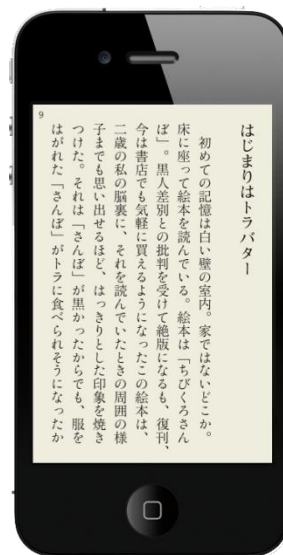 9
はじまりはトラバター
初めての記憶は白い壁の室内。家ではないどこか。
床に座って絵本を読んでいる。絵本は「ちびくろさん
ぼ」。黒人差別との批判を受けて絶版になるも、復刊、
今は書店でも気軽に買えるようになったこの絵本は、
二歳の私の脳裏に、それを読んでいたときの周囲の様
子までも思い出せるほど、はっきりとした印象を焼き
つけた。それは「さんぼ」が黒かったからでも、服を
はがれた「さんぼ」がトラに食べられそうになったか